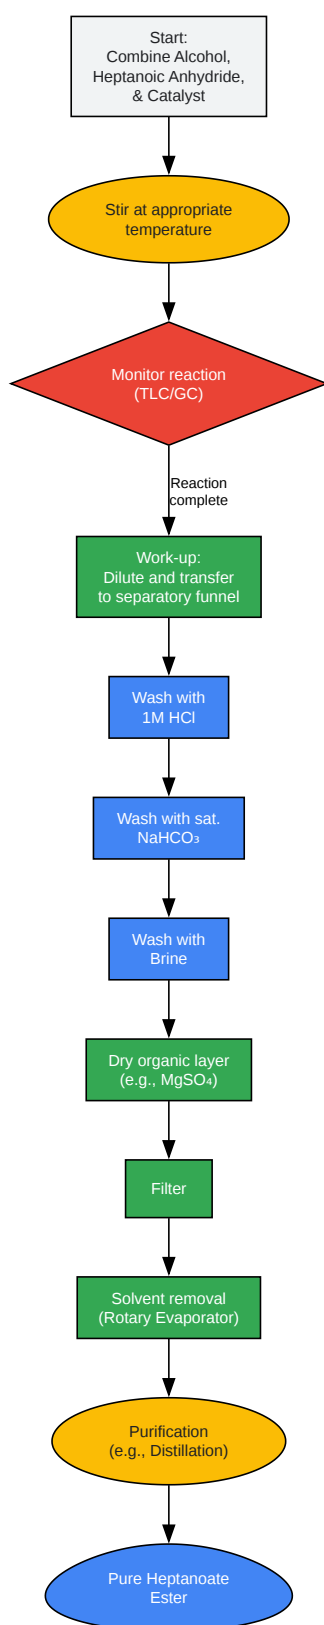 Start:
Combine Alcohol,
Heptanoic Anhydride,
& Catalyst
Stir at appropriate
temperature
Monitor reaction
(TLC/GC)
Reaction
complete
Work-up:
Dilute and transfer
to separatory funnel
Wash with
1M HCl
Wash with sat.
NaHCO₃
Wash with
Brine
Dry organic layer
(e.g., MgSO₄)
Filter
Solvent removal
(Rotary Evaporator)
Purification
(e.g., Distillation)
Pure Heptanoate
Ester